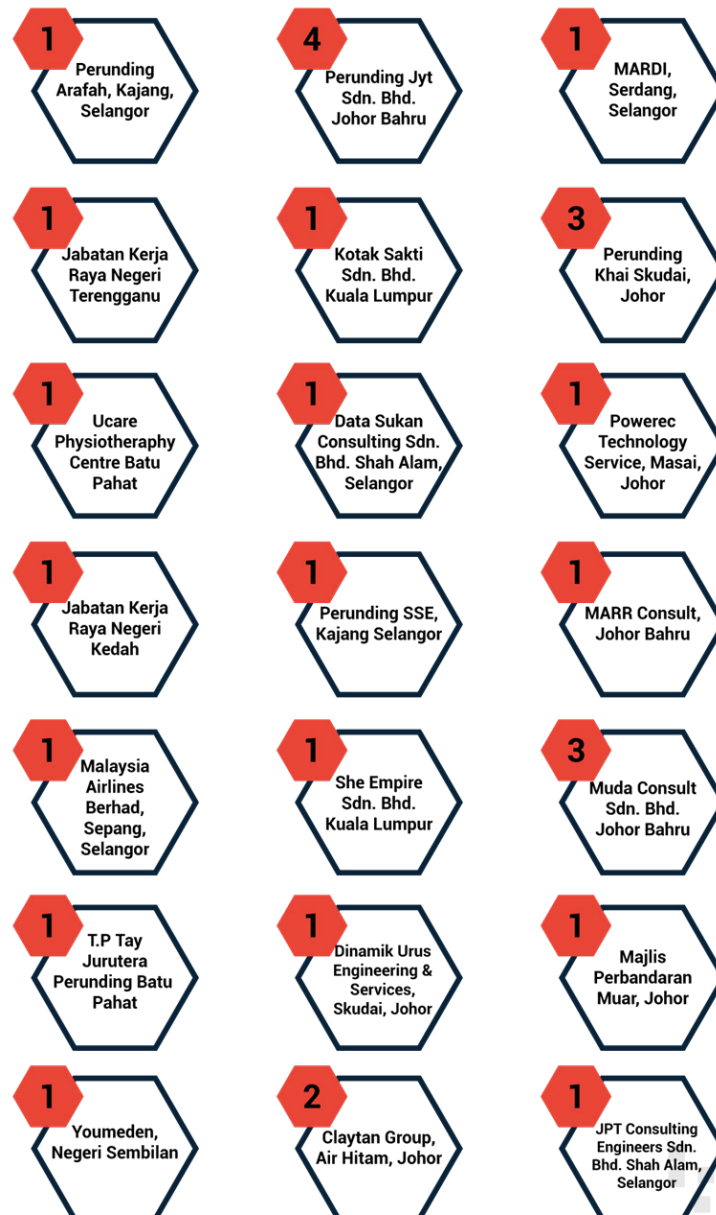 1
Perunding
Arafah, Kajang,
Selangor
4
Perunding Jyt
Sdn. Bhd.
Johor Bahru
1
MARDI,
Serdang,
Selangor
1
Jabatan Kerja
Raya Negeri
Terengganu
1
Kotak Sakti
Sdn. Bhd.
Kuala Lumpur
3
Perunding
Khai Skudai,
Johor
1
Ucare
Physiotheraphy
Centre Batu
Pahat
1
Data Sukan
Consulting Sdn.
Bhd. Shah Alam,
Selangor
1
Powerec
Technology
Service, Masai,
Johor
1
Jabatan Kerja
Raya Negeri
Kedah
1
Perunding SSE,
Kajang Selangor
1
MARR Consult,
Johor Bahru
1
Malaysia
Airlines
Berhad,
Sepang,
Selangor
1
She Empire
Sdn. Bhd.
Kuala Lumpur
3
Muda Consult
Sdn. Bhd.
Johor Bahru
1
T.P Tay
Jurutera
Perunding Batu
Pahat
1
Dinamik Urus
Engineering &
Services,
Skudai, Johor
1
Majlis
Perbandaran
Muar, Johor
1
Youmeden,
Negeri Sembilan
2
Claytan Group,
Air Hitam, Johor
1
JPT Consulting
Engineers Sdn.
Bhd. Shah Alam,
Selangor